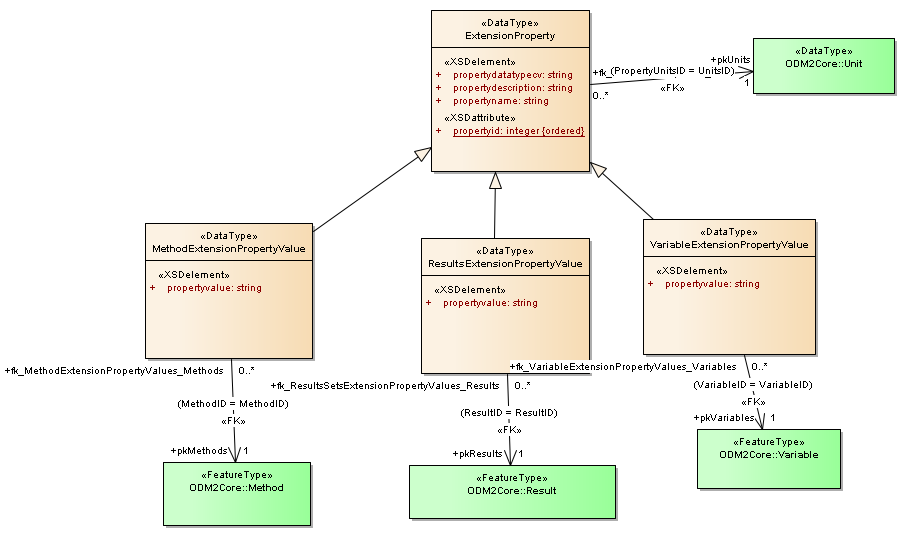 «DataType»
ExtensionProperty
«XSDelement»
+ propertydatatypecv: string
+ propertydescription: string
+ propertyname: string
«XSDattribute»
+ propertyid: integer {ordered}
+fk_
(PropertyUnitsID = UnitsID)
+pkUnits
0..*
«FK»
1
«DataType»
ODM2Core::Unit
«DataType»
MethodExtensionPropertyValue
«XSDelement»
+ propertyvalue: string
«DataType»
ResultsExtensionPropertyValue
«XSDelement»
+ propertyvalue: string
«DataType»
VariableExtensionPropertyValue
«XSDelement»
+ propertyvalue: string
+fk_MethodExtensionPropertyValues_Methods
0..*
(MethodID = MethodID)
«FK»
+pkMethods
1
+fk_ResultsSetsExtensionPropertyValues_Results
0..*
(ResultID = ResultID)
«FK»
+pkResults
1
+fk_VariableExtensionPropertyValues_Variables
0..*
(VariableID = VariableID)
«FK»
+pkVariables
1
«FeatureType»
ODM2Core::Method
«FeatureType»
ODM2Core::Result
«FeatureType»
ODM2Core::Variable